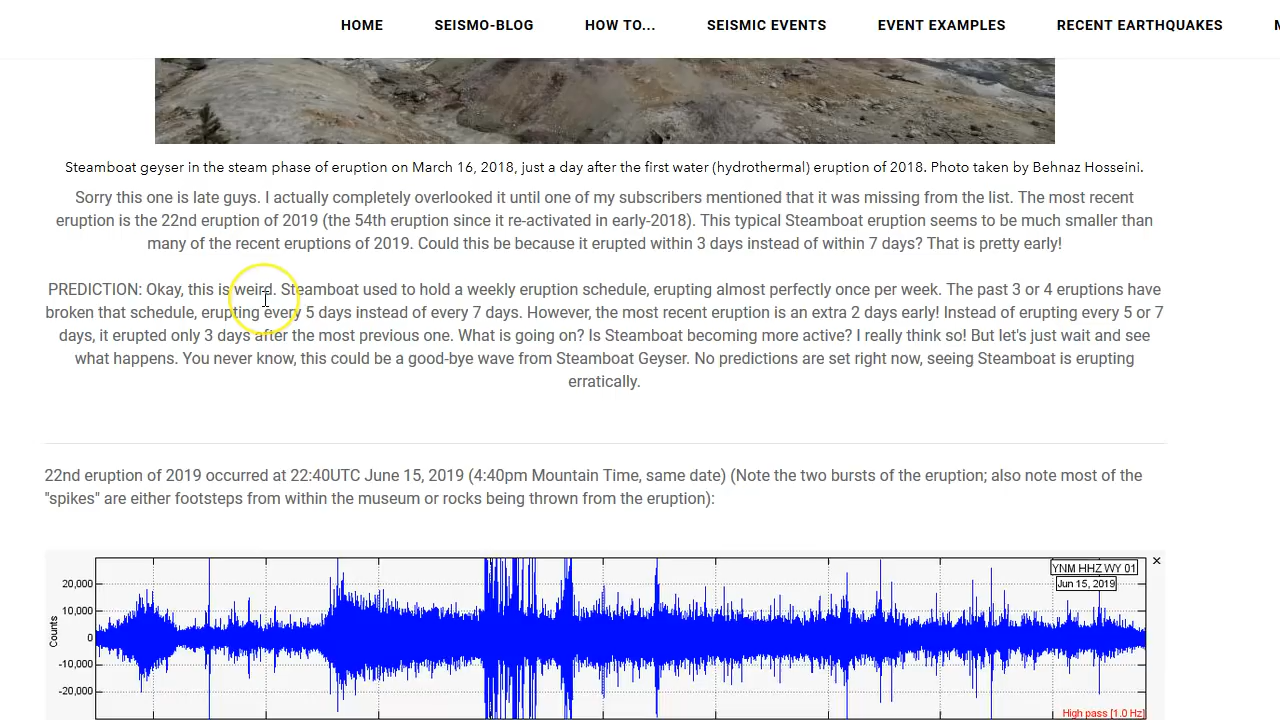 HOME SEISMO-BLOG HOW TO... SEISMIC EVENTS EVENT EXAMPLES RECENT EARTHQUAKES M
Steamboat geyser in the steam phase of eruption on March 16, 2018, just a day after the first water (hydrothermal) eruption of 2018. Photo taken by Behnaz Hosseini.
Sorry this one is late guys. I actually completely overlooked it until one of my subscribers mentioned that it was missing from the list. The most recent
eruption is the 22nd eruption of 2019 (the 54th eruption since it re-activated in early-2018). This typical Steamboat eruption seems to be much smaller than
many of the recent eruptions of 2019. Could this be because it erupted within 3 days instead of within 7 days? That is pretty early!
PREDICTION: Okay, this is weird. Steamboat used to hold a weekly eruption schedule, erupting almost perfectly once per week. The past 3 or 4 eruptions have
broken that schedule, erupting every 5 days instead of every 7 days. However, the most recent eruption is an extra 2 days early! Instead of erupting every 5 or 7
days, it erupted only 3 days after the most previous one. What is going on? Is Steamboat becoming more active? I really think so! But let's just wait and see
what happens. You never know, this could be a good-bye wave from Steamboat Geyser. No predictions are set right now, seeing Steamboat is erupting
erratically.
22nd eruption of 2019 occurred at 22:40UTC June 15, 2019 (4:40pm Mountain Time, same date) (Note the two bursts of the eruption; also note most of the
"spikes" are either footsteps from within the museum or rocks being thrown from the eruption):
YNM HHZ WY 01
Jun 15, 2019
20,000
10,000
0
-10,000
-20,000
Counts
High pass [1.0 Hz]